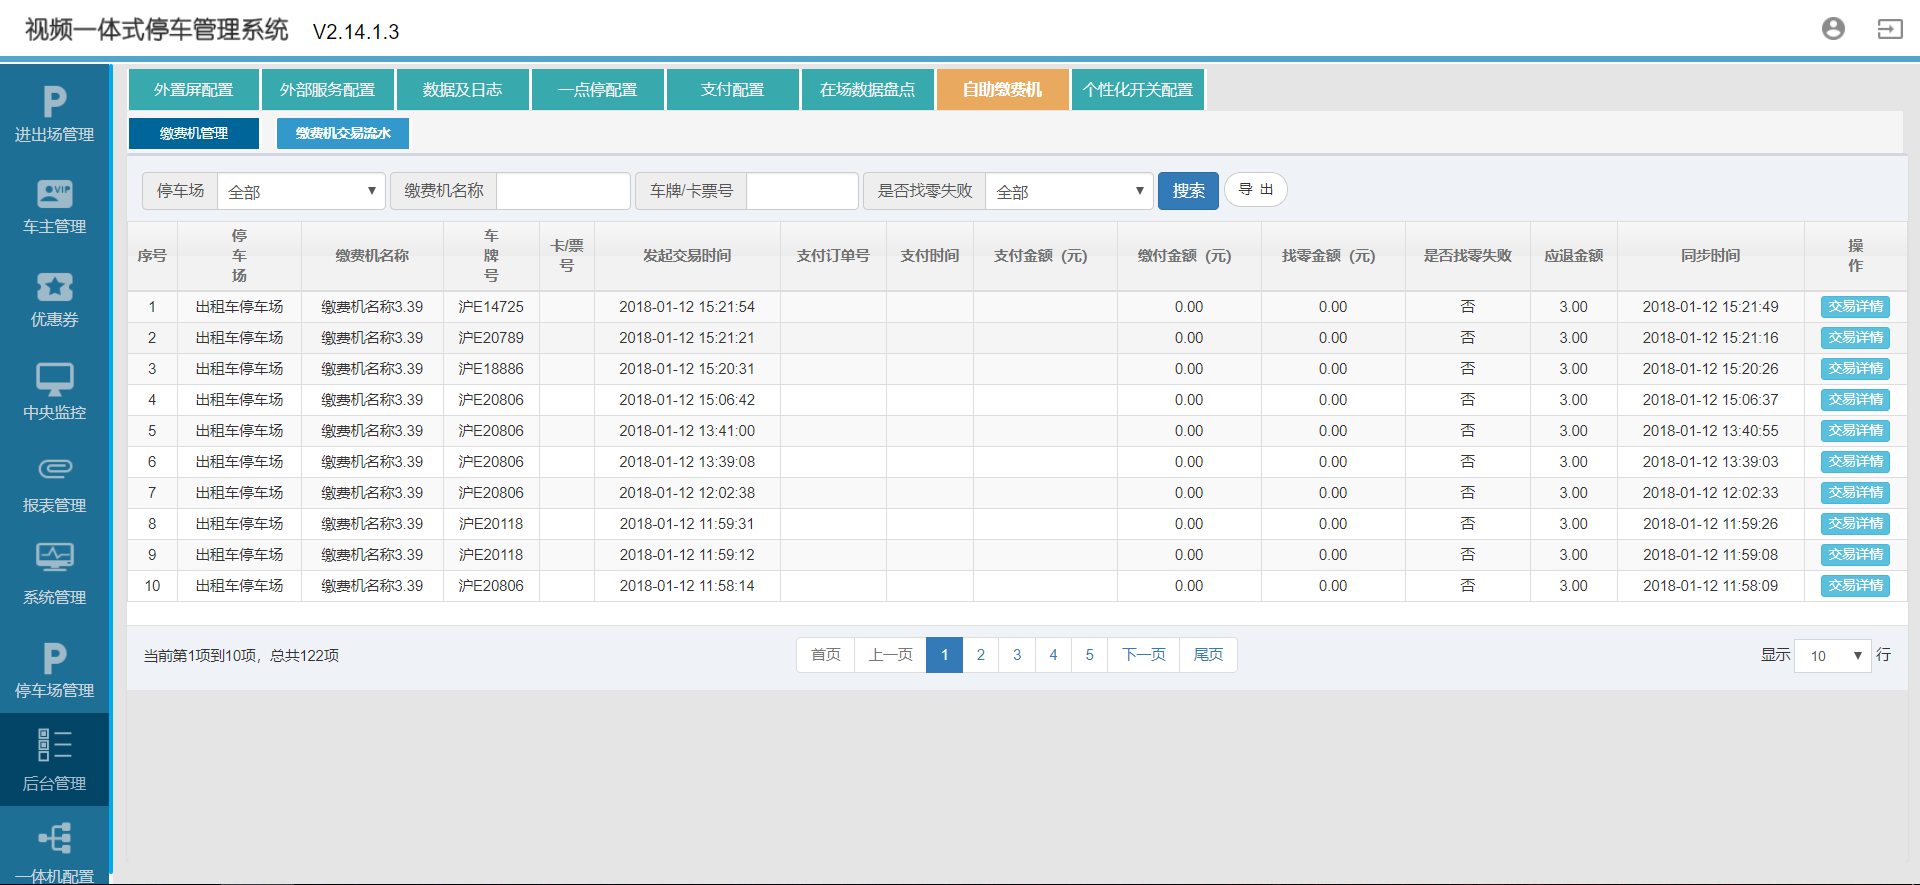 视频一体式停车管理系统 V2.14.1.3
外置屏配置 外部服务配置 数据及日志 一点停配置 支付配置 在场数据盘点 自助缴费机 个性化开关配置
缴费机管理 缴费机交易流水
进出场管理
车主管理
优惠券
中央监控
报表管理
系统管理
停车场管理
后台管理
一体机配置
停车场 全部 缴费机名称 车牌/卡票号 是否找零失败 全部 搜索 导 出
序号 停车场 缴费机名称 车牌号 卡/票号 发起交易时间 支付订单号 支付时间 支付金额（元） 缴付金额（元） 找零金额（元） 是否找零失败 应退金额 同步时间 操作
1 出租车停车场 缴费机名称3.39 沪E14725 2018-01-12 15:21:54 0.00 0.00 否 3.00 2018-01-12 15:21:49 交易详情
2 出租车停车场 缴费机名称3.39 沪E20789 2018-01-12 15:21:21 0.00 0.00 否 3.00 2018-01-12 15:21:16 交易详情
3 出租车停车场 缴费机名称3.39 沪E18886 2018-01-12 15:20:31 0.00 0.00 否 3.00 2018-01-12 15:20:26 交易详情
4 出租车停车场 缴费机名称3.39 沪E20806 2018-01-12 15:06:42 0.00 0.00 否 3.00 2018-01-12 15:06:37 交易详情
5 出租车停车场 缴费机名称3.39 沪E20806 2018-01-12 13:41:00 0.00 0.00 否 3.00 2018-01-12 13:40:55 交易详情
6 出租车停车场 缴费机名称3.39 沪E20806 2018-01-12 13:39:08 0.00 0.00 否 3.00 2018-01-12 13:39:03 交易详情
7 出租车停车场 缴费机名称3.39 沪E20806 2018-01-12 12:02:38 0.00 0.00 否 3.00 2018-01-12 12:02:33 交易详情
8 出租车停车场 缴费机名称3.39 沪E20118 2018-01-12 11:59:31 0.00 0.00 否 3.00 2018-01-12 11:59:26 交易详情
9 出租车停车场 缴费机名称3.39 沪E20118 2018-01-12 11:59:12 0.00 0.00 否 3.00 2018-01-12 11:59:08 交易详情
10 出租车停车场 缴费机名称3.39 沪E20806 2018-01-12 11:58:14 0.00 0.00 否 3.00 2018-01-12 11:58:09 交易详情
当前第1项到10项，总共122项 首页 上一页 1 2 3 4 5 下一页 尾页 显示 10 行